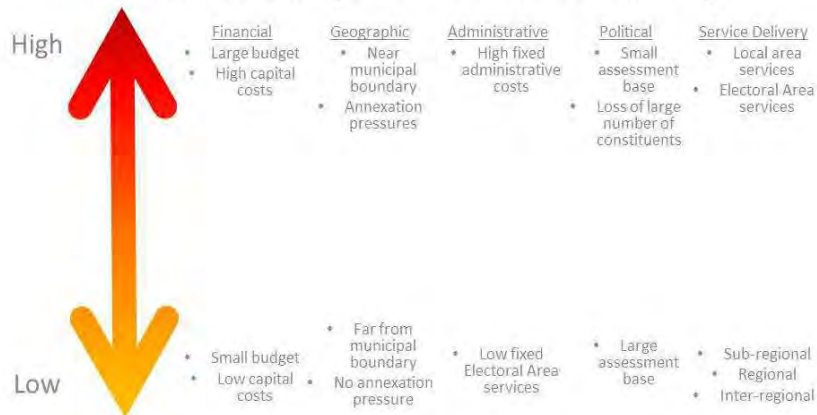 High
Financial
• Large budget
• High capital
costs
Geographic
• Near
municipal
boundary
• Annexation
pressures
Administrative
• High fixed
administrative
costs
Political
• Small
assessment
base
• Loss of large
number of
constituents
Service Delivery
• Local area
services
• Electoral Area
services
Low
• Small budget
• Low capital
costs
• Far from
municipal
boundary
• No annexation
pressure
• Low fixed
Electoral Area
services
• Large
assessment
base
• Sub-regional
• Regional
• Inter-regional